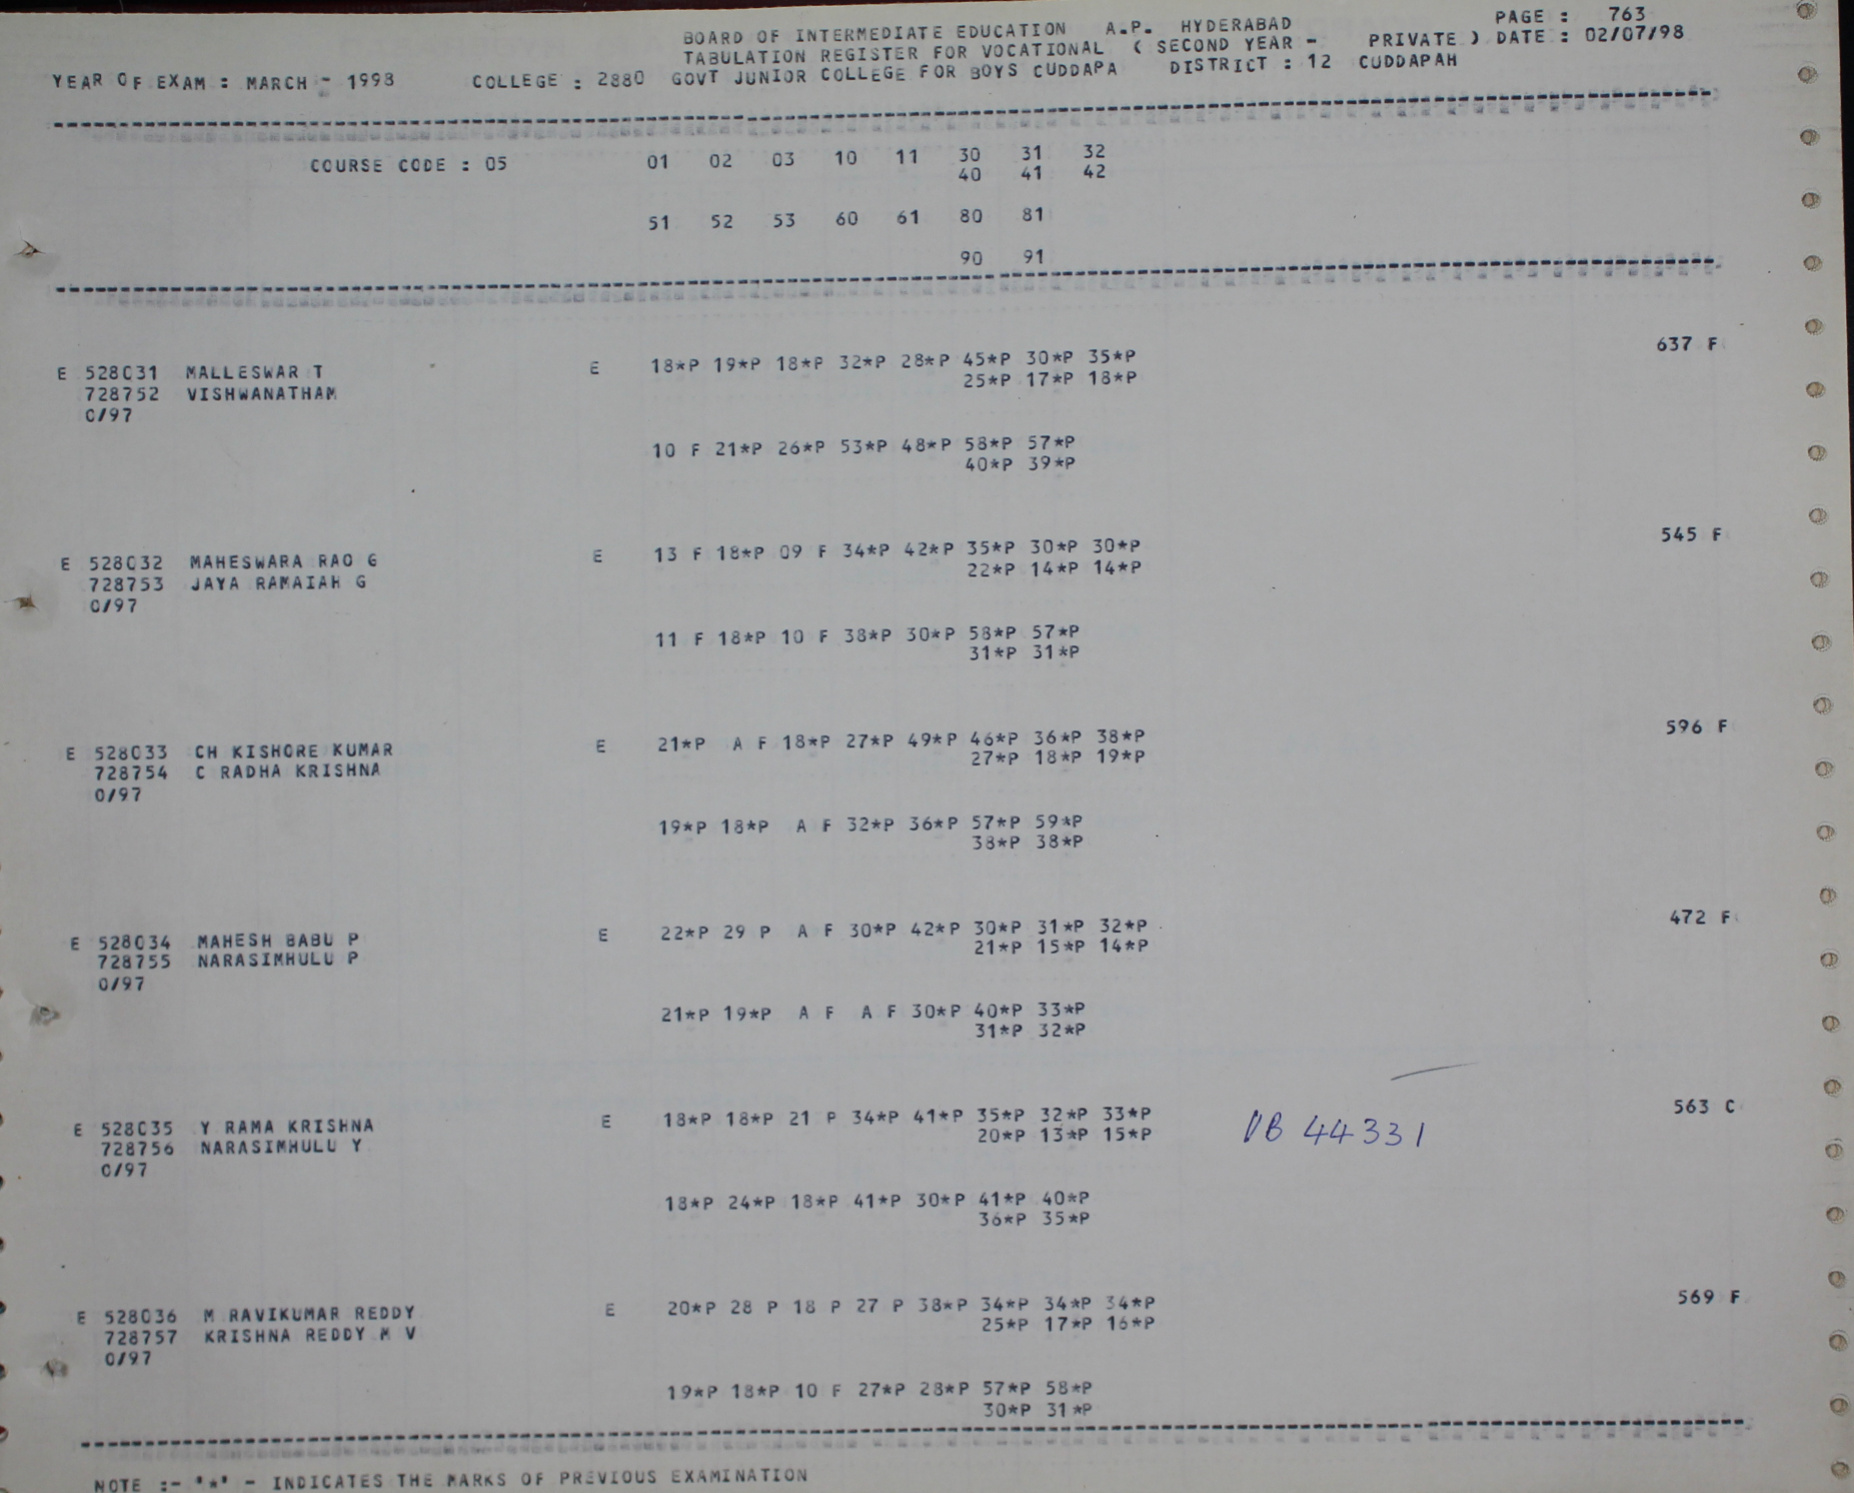 BOARD OF INTERMEDIATE EDUCATION A.P. HYDERABAD PAGE : 763
TABULATION REGISTER FOR VOCATIONAL ( SECOND YEAR - PRIVATE ) DATE : 02/07/98
YEAR OF EXAM : MARCH - 1998 COLLEGE : 2880 GOVT JUNIOR COLLEGE FOR BOYS CUDDAPA DISTRICT : 12 CUDDAPAH
COURSE CODE : 05 01 02 03 10 11 30 31 32
40 41 42
51 52 53 60 61 80 81
90 91
E 528031 MALLESWAR T E 18*P 19*P 18*P 32*P 28*P 45*P 30*P 35*P 637 F
728752 VISHWANATHAM 25*P 17*P 18*P
0/97
10 F 21*P 26*P 53*P 48*P 58*P 57*P
40*P 39*P
E 528032 MAHESWARA RAO G E 13 F 18*P 09 F 34*P 42*P 35*P 30*P 30*P 545 F
728753 JAYA RAMAIAH G 22*P 14*P 14*P
0/97
11 F 18*P 10 F 38*P 30*P 58*P 57*P
31*P 31*P
E 528033 CH KISHORE KUMAR E 21*P A F 18*P 27*P 49*P 46*P 36*P 38*P 596 F
728754 C RADHA KRISHNA 27*P 18*P 19*P
0/97
19*P 18*P A F 32*P 36*P 57*P 59*P
38*P 38*P
E 528034 MAHESH BABU P E 22*P 29 P A F 30*P 42*P 30*P 31*P 32*P 472 F
728755 NARASIMHULU P 21*P 15*P 14*P
0/97
21*P 19*P A F A F 30*P 40*P 33*P
31*P 32*P
E 528035 Y RAMA KRISHNA E 18*P 18*P 21 P 34*P 41*P 35*P 32*P 33*P 563 C
728756 NARASIMHULU Y 20*P 13*P 15*P VB 44331
0/97
18*P 24*P 18*P 41*P 30*P 41*P 40*P
36*P 35*P
E 528036 M RAVIKUMAR REDDY E 20*P 28 P 18 P 27 P 38*P 34*P 34*P 34*P 569 F
728757 KRISHNA REDDY M V 25*P 17*P 16*P
0/97
19*P 18*P 10 F 27*P 28*P 57*P 58*P
30*P 31*P
NOTE :- '*' - INDICATES THE MARKS OF PREVIOUS EXAMINATION